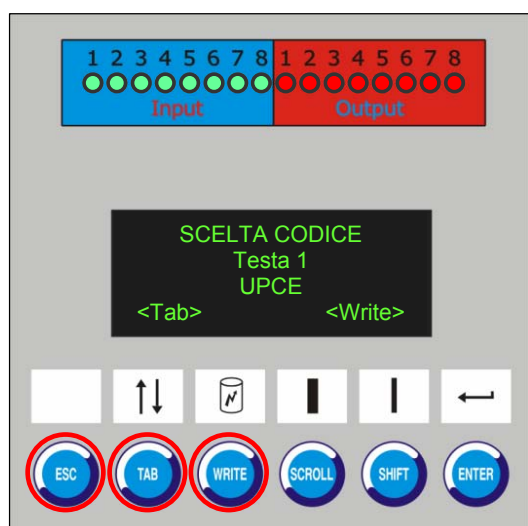 1 2 3 4 5 6 7 8 1 2 3 4 5 6 7 8
Input Output
SCELTA CODICE
Testa 1
UPCE
<Tab> <Write>
ESC TAB WRITE SCROLL SHIFT ENTER